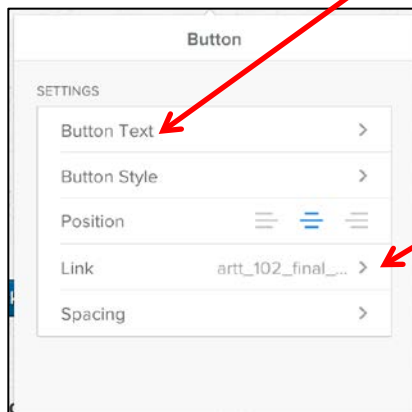 Button
SETTINGS
Button Text
Button Style
Position
Link artt_102_final_...
Spacing